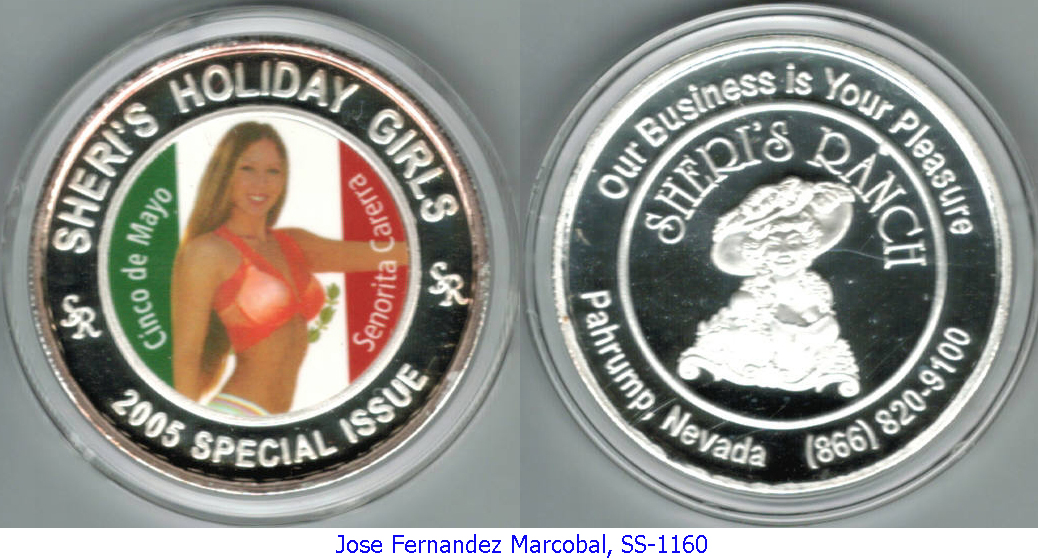 SHERI'S HOLIDAY GIRLS
Cinco de Mayo
Senorita Carerra
SR
SR
2005 SPECIAL ISSUE
Our Business is Your Pleasure
SHERI'S RANCH
Pahrump, Nevada (866) 820-9100
Jose Fernandez Marcobal, SS-1160